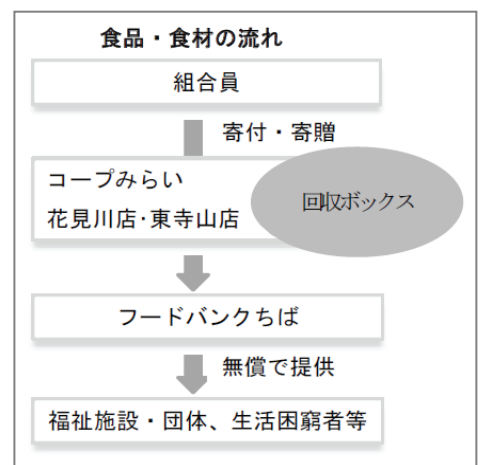 食品・食材の流れ
組合員
寄付・寄贈
コープみらい
花見川店・東寺山店
回収ボックス
フードバンクちば
無償で提供
福祉施設・団体、生活困窮者等